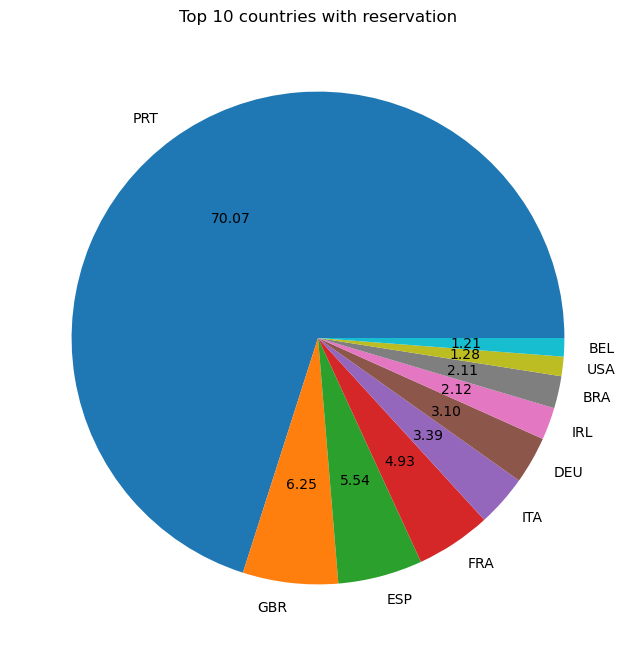 Top 10 countries with reservation
PRT
70.07
GBR
6.25
ESP
5.54
FRA
4.93
ITA
3.39
DEU
3.10
IRL
2.12
BRA
2.11
USA
1.28
BEL
1.21